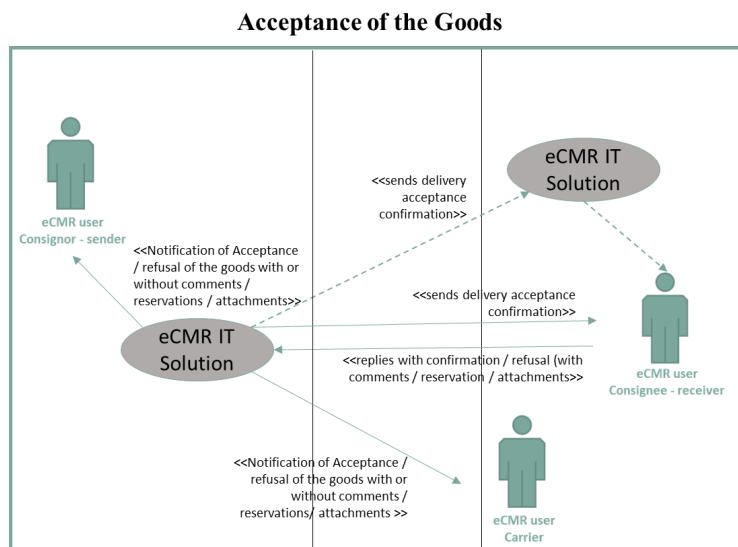 Acceptance of the Goods
eCMR IT
Solution
<<sends delivery
acceptance
confirmation>>
eCMR user
Consignor - sender
<<Notification of Acceptance
/ refusal of the goods with or
without comments /
reservations / attachments>>
<<sends delivery acceptance
confirmation>>
eCMR IT
Solution
<<replies with confirmation / refusal (with
comments / reservation / attachments>>
eCMR user
Consignee - receiver
<<Notification of Acceptance /
refusal of the goods with or
without comments /
reservations/ attachments >>
eCMR user
Carrier